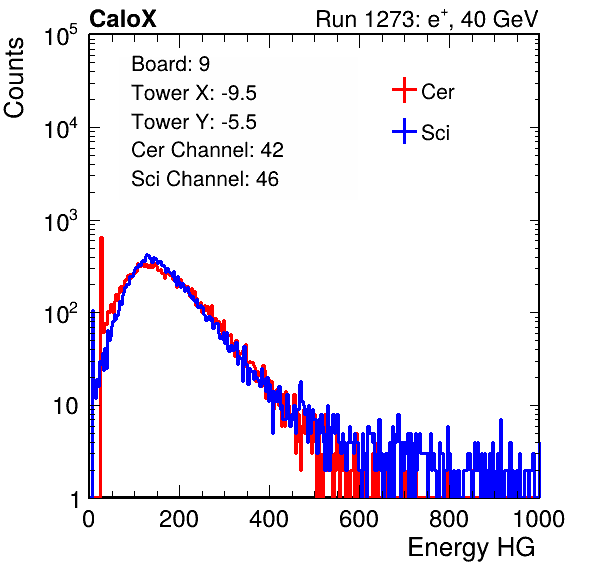 CaloX Run 1273: e⁺, 40 GeV
Counts
10⁵
10⁴
10³
10²
10
1
Board: 9
Tower X: -9.5
Tower Y: -5.5
Cer Channel: 42
Sci Channel: 46
Cer
Sci
0 200 400 600 800 1000
Energy HG